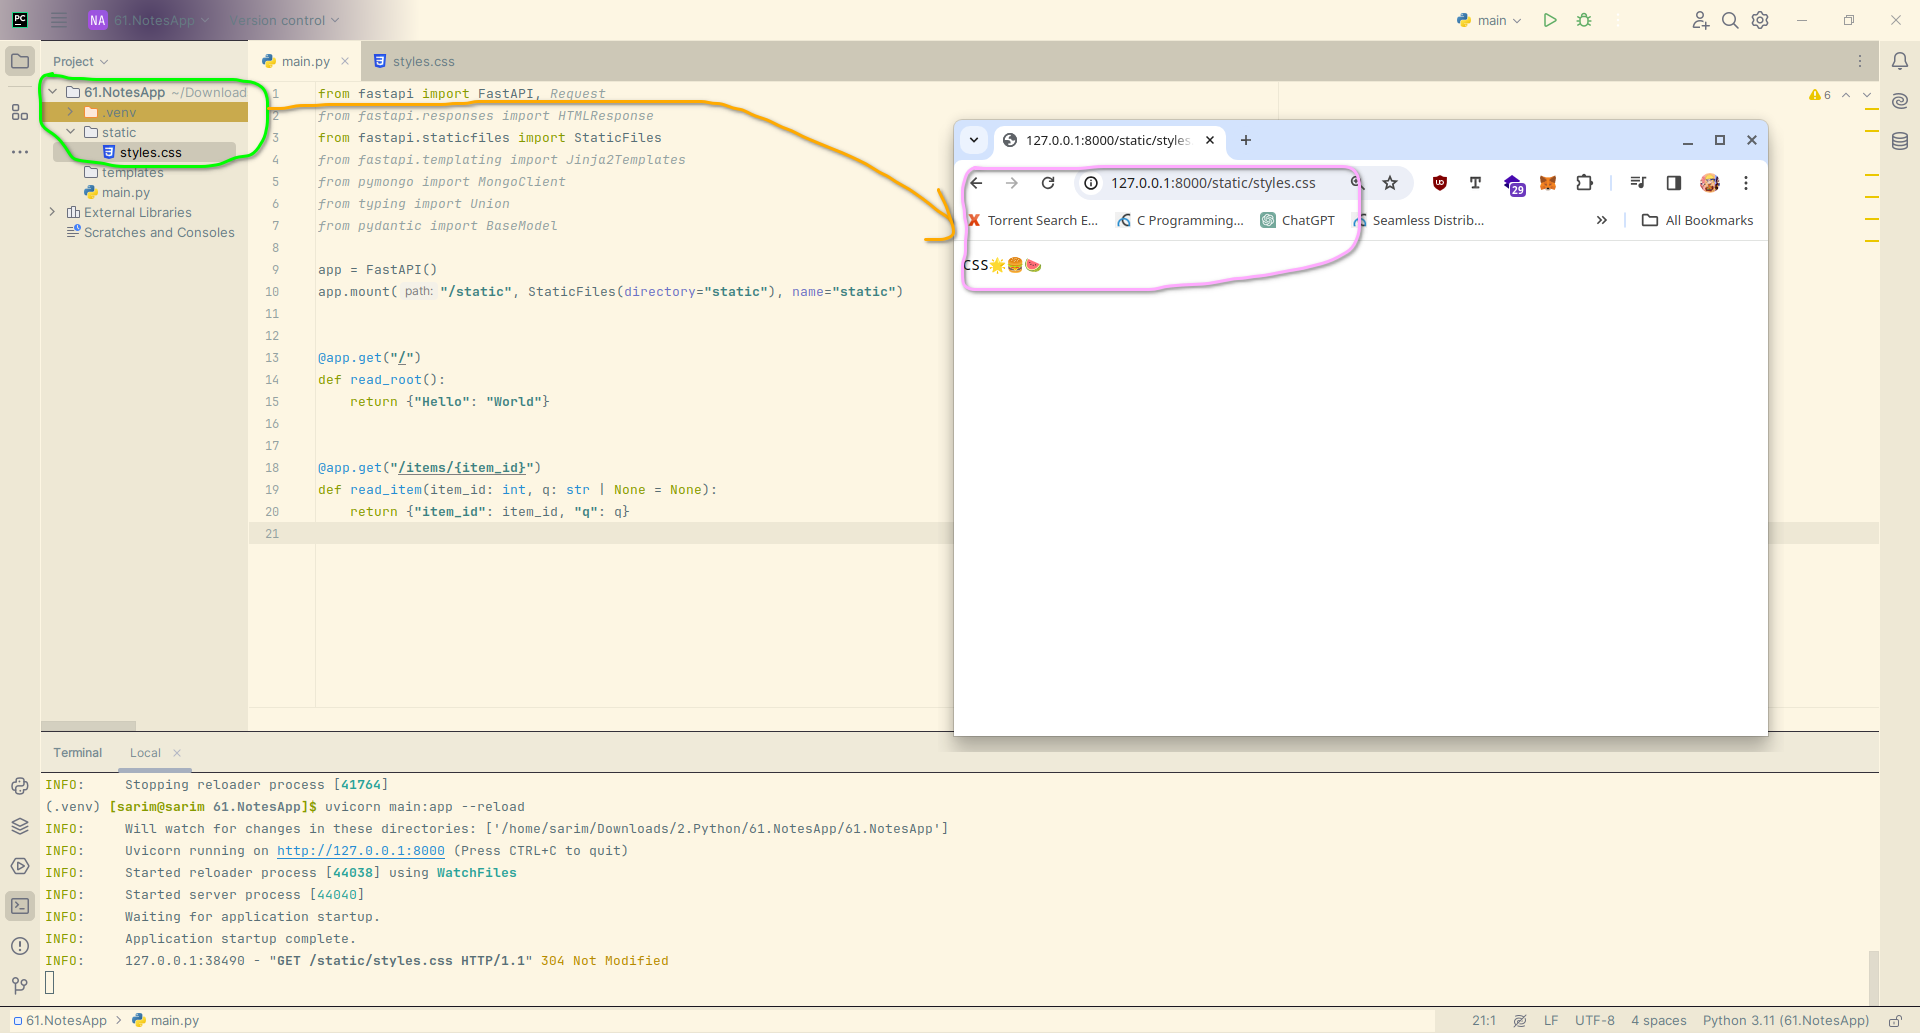 PC NA 61.NotesApp Version control main
Project
main.py styles.css
61.NotesApp ~/Download
.venv
static
styles.css
templates
main.py
External Libraries
Scratches and Consoles
6
1 from fastapi import FastAPI, Request
2 from fastapi.responses import HTMLResponse
3 from fastapi.staticfiles import StaticFiles
4 from fastapi.templating import Jinja2Templates
5 from pymongo import MongoClient
6 from typing import Union
7 from pydantic import BaseModel
8
9 app = FastAPI()
10 app.mount( path: "/static", StaticFiles(directory="static"), name="static")
11
12
13 @app.get("/")
14 def read_root():
15     return {"Hello": "World"}
16
17
18 @app.get("/items/{item_id}")
19 def read_item(item_id: int, q: str | None = None):
20     return {"item_id": item_id, "q": q}
21
127.0.0.1:8000/static/styles
127.0.0.1:8000/static/styles.css
29
Torrent Search E... C Programming... ChatGPT Seamless Distrib... » All Bookmarks
CSS🌟🍔🍉
Terminal Local
INFO:     Stopping reloader process [41764]
(.venv) [sarim@sarim 61.NotesApp]$ uvicorn main:app --reload
INFO:     Will watch for changes in these directories: ['/home/sarim/Downloads/2.Python/61.NotesApp/61.NotesApp']
INFO:     Uvicorn running on http://127.0.0.1:8000 (Press CTRL+C to quit)
INFO:     Started reloader process [44038] using WatchFiles
INFO:     Started server process [44040]
INFO:     Waiting for application startup.
INFO:     Application startup complete.
INFO:     127.0.0.1:38490 - "GET /static/styles.css HTTP/1.1" 304 Not Modified
61.NotesApp > main.py 21:1 LF UTF-8 4 spaces Python 3.11 (61.NotesApp)